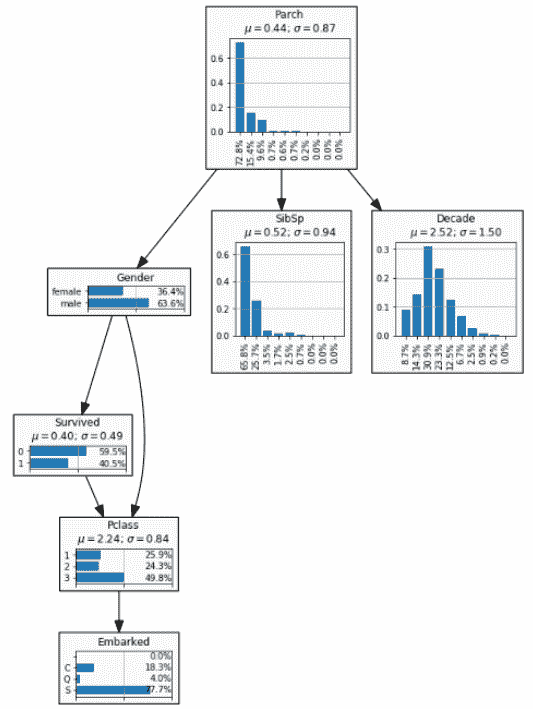 Parch
μ = 0.44; σ = 0.87
0.6
0.4
0.2
0.0
72.8%
15.4%
9.6%
0.7%
0.6%
0.7%
0.2%
0.0%
0.0%
0.0%
SibSp
μ = 0.52; σ = 0.94
0.6
0.4
0.2
0.0
65.8%
25.7%
3.5%
1.7%
2.5%
0.7%
0.0%
0.0%
0.0%
Decade
μ = 2.52; σ = 1.50
0.3
0.2
0.1
0.0
8.7%
14.3%
30.9%
23.3%
12.5%
6.7%
2.5%
0.9%
0.2%
0.0%
Gender
female 36.4%
male 63.6%
Survived
μ = 0.40; σ = 0.49
0 59.5%
1 40.5%
Pclass
μ = 2.24; σ = 0.84
1 25.9%
2 24.3%
3 49.8%
Embarked
0.0%
C 18.3%
Q 4.0%
S 77.7%